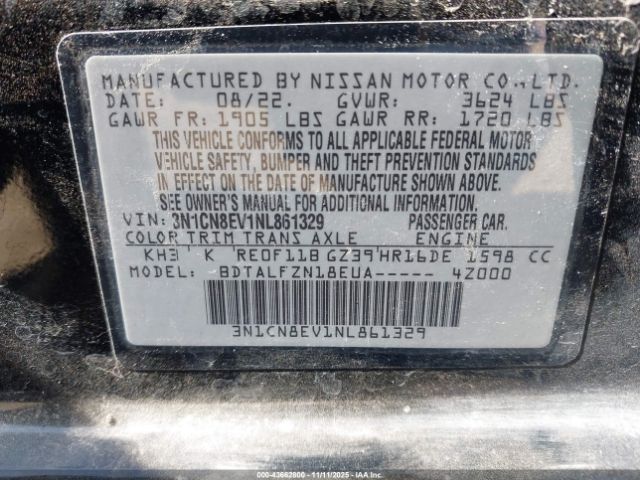 MANUFACTURED BY NISSAN MOTOR CO.,LTD.
DATE: 08/22. GVWR: 3624 LBS
GAWR FR: 1905 LBS GAWR RR: 1720 LBS
THIS VEHICLE CONFORMS TO ALL APPLICABLE FEDERAL MOTOR
VEHICLE SAFETY, BUMPER AND THEFT PREVENTION STANDARDS
IN EFFECT ON THE DATE OF MANUFACTURE SHOWN ABOVE.
SEE OWNER'S MANUAL FOR ADDITIONAL INFORMATION.
VIN: 3N1CN8EV1NL861329 PASSENGER CAR.
COLOR TRIM TRANS AXLE ENGINE
KH3 K RE0F11B GZ39 HR16DE 1598 CC
MODEL: BDTALFZN18EUA----- 4Z000
3N1CN8EV1NL861329
000-43662800 - 11/11/2025 - IAAI.COM